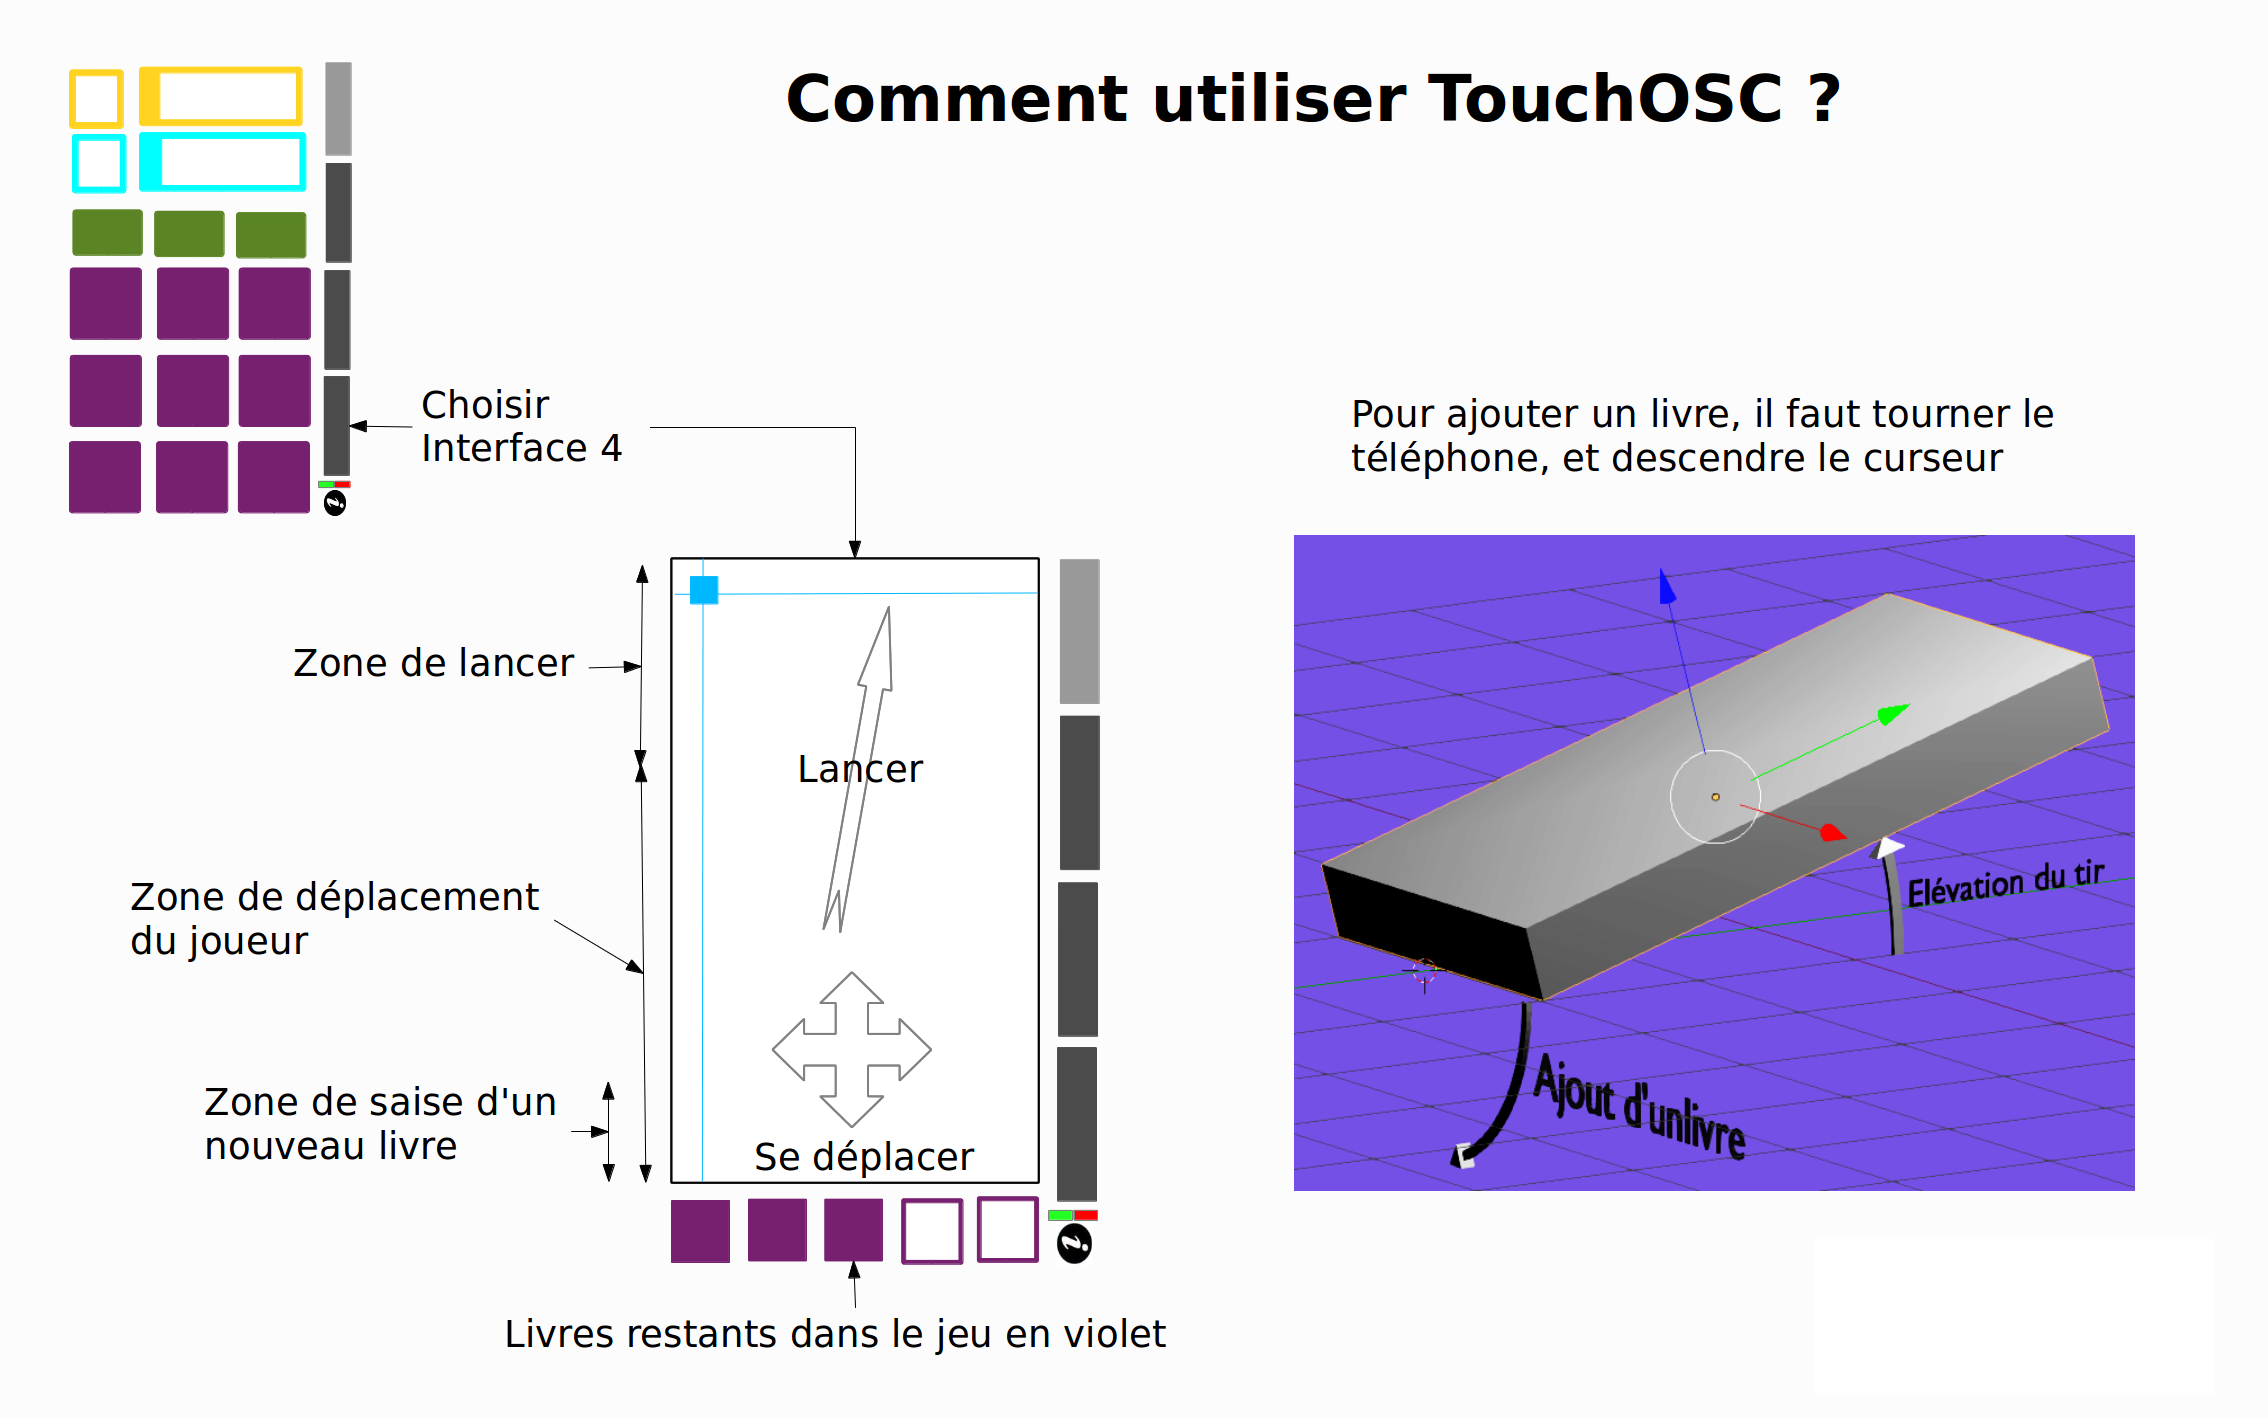 Comment utiliser TouchOSC ?
Choisir
Interface 4
Pour ajouter un livre, il faut tourner le
téléphone, et descendre le curseur
Zone de lancer
Lancer
Zone de déplacement
du joueur
Elévation du tir
Zone de saise d'un
nouveau livre
Ajout d'unlivre
Se déplacer
i
i
Livres restants dans le jeu en violet